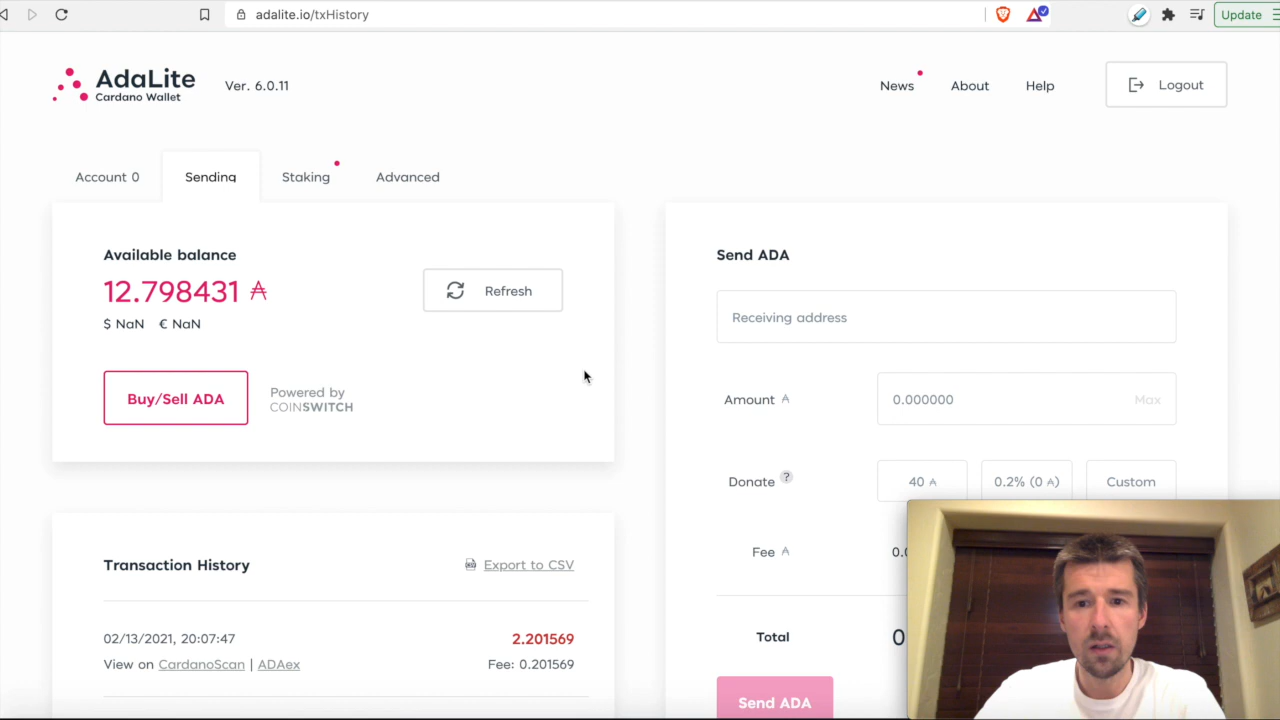 adalite.io/txHistory
Update
AdaLite
Cardano Wallet
Ver. 6.0.11
News
About
Help
Logout
Account 0
Sending
Staking
Advanced
Available balance
12.798431 ₳
$ NaN € NaN
Refresh
Buy/Sell ADA
Powered by
COINSWITCH
Transaction History
Export to CSV
02/13/2021, 20:07:47
2.201569
View on CardanoScan | ADAex
Fee: 0.201569
Send ADA
Receiving address
Amount ₳
0.000000
Max
Donate ?
40 ₳
0.2% (0 ₳)
Custom
Fee ₳
Total
Send ADA